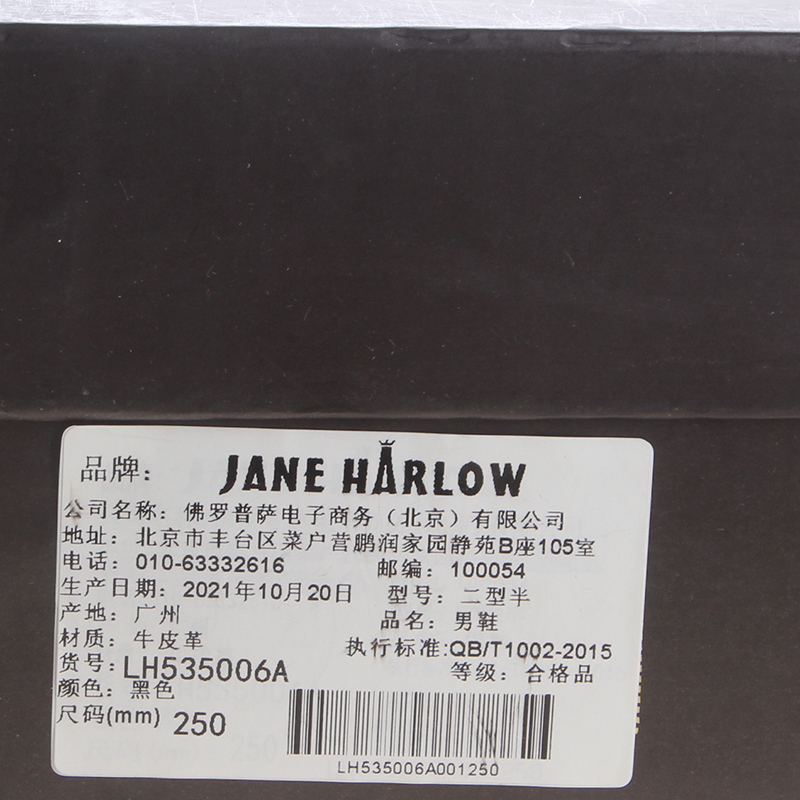 品牌: JANE HARLOW
公司名称: 佛罗普萨电子商务（北京）有限公司
地址: 北京市丰台区菜户营鹏润家园静苑B座105室
电话: 010-63332616 邮编: 100054
生产日期: 2021年10月20日 型号: 二型半
产地: 广州 品名: 男鞋
材质: 牛皮革 执行标准:QB/T1002-2015
货号:LH535006A 等级: 合格品
颜色: 黑色
尺码(mm) 250
LH535006A001250